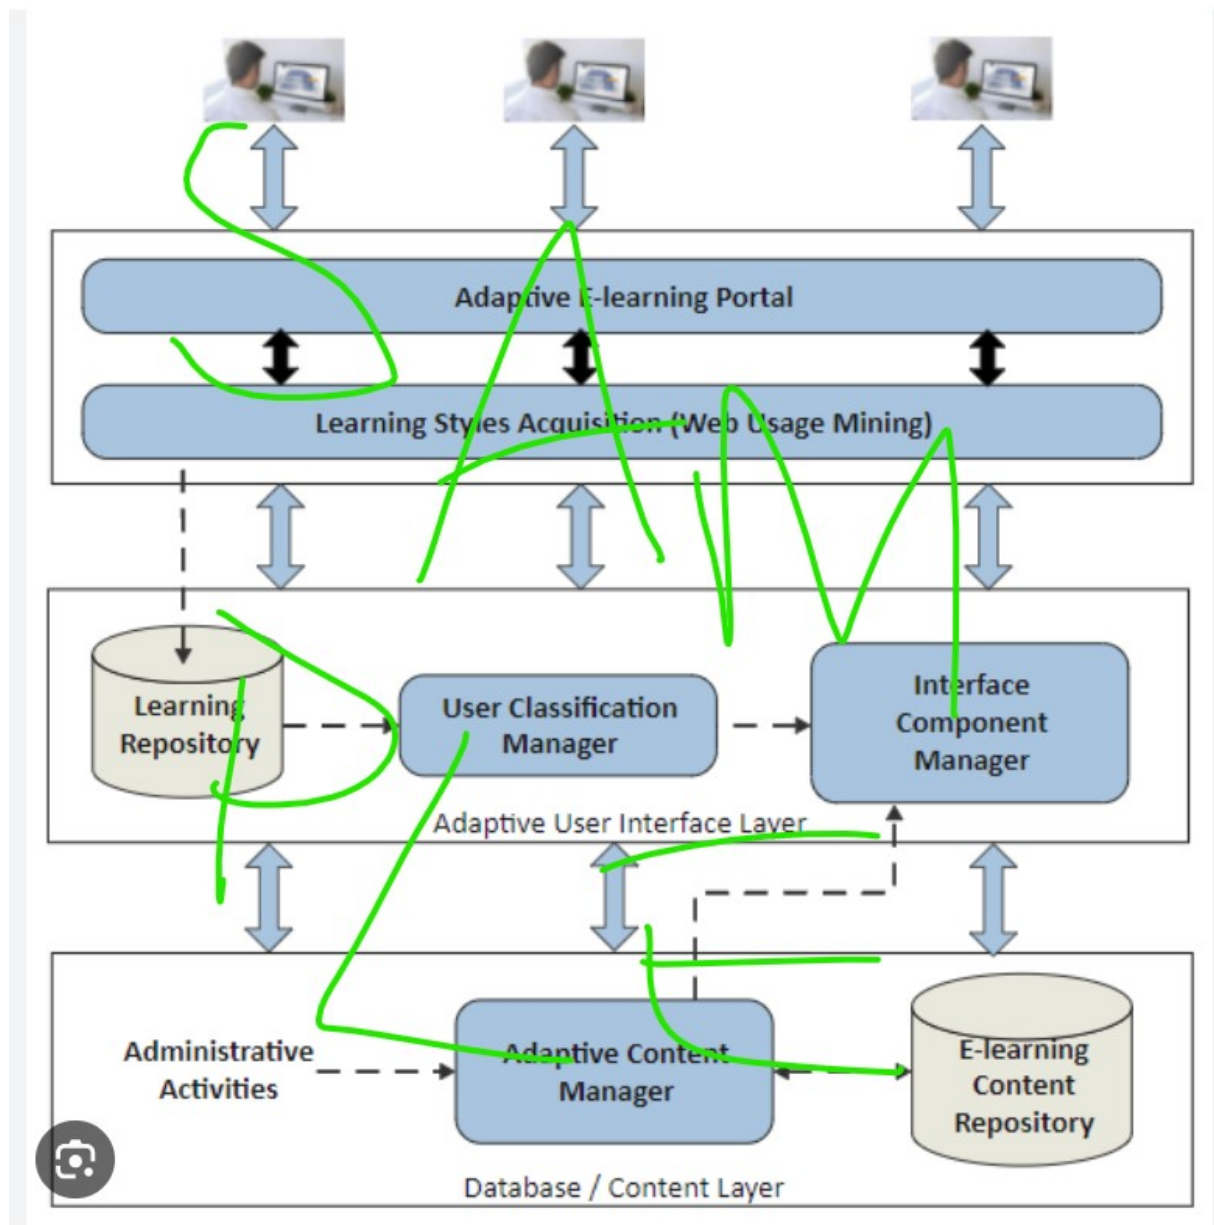 Adaptive E-learning Portal
Learning Styles Acquisition (Web Usage Mining)
Learning
Repository
User Classification
Manager
Interface
Component
Manager
Adaptive User Interface Layer
Administrative
Activities
Adaptive Content
Manager
E-learning
Content
Repository
Database / Content Layer
SAM
PLE